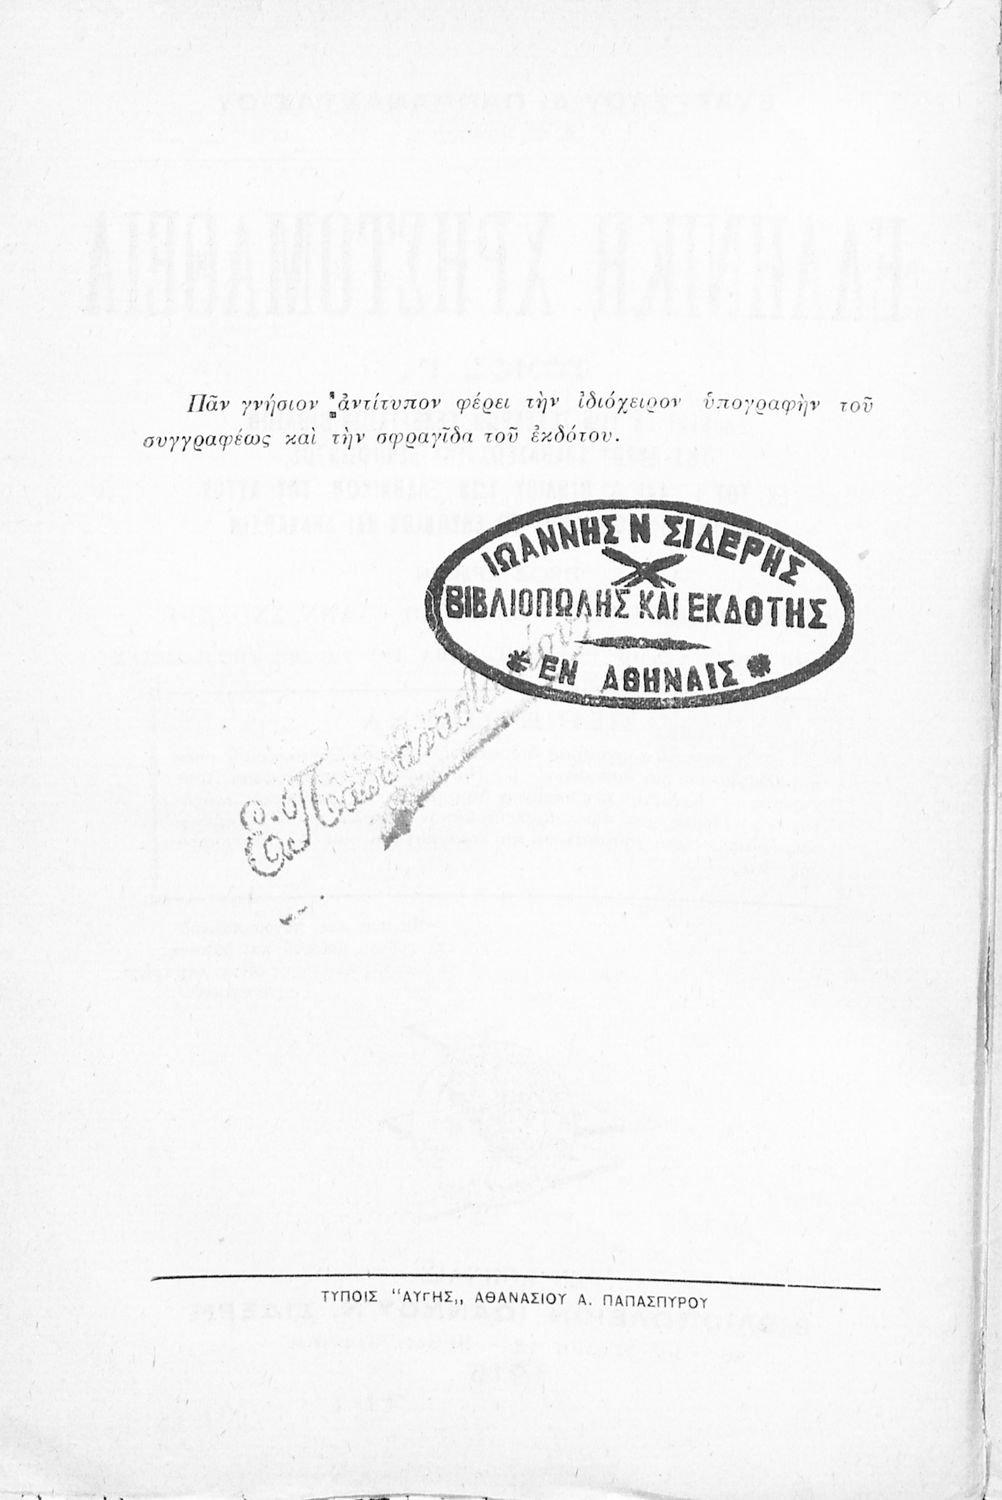 Πᾶν γνήσιον ἀντίτυπον φέρει τὴν ἰδιόχειρον ὑπογραφὴν τοῦ
συγγραφέως καὶ τὴν σφραγῖδα τοῦ ἐκδότου.
ΙΩΑΝΝΗΣ Ν ΣΙΔΕΡΗΣ
ΒΙΒΛΙΟΠΩΛΗΣ ΚΑΙ ΕΚΔΟΤΗΣ
ΕΝ ΑΘΗΝΑΙΣ
ΤΥΠΟΙΣ “ΑΥΓΗΣ„ ΑΘΑΝΑΣΙΟΥ Α. ΠΑΠΑΣΠΥΡΟΥ